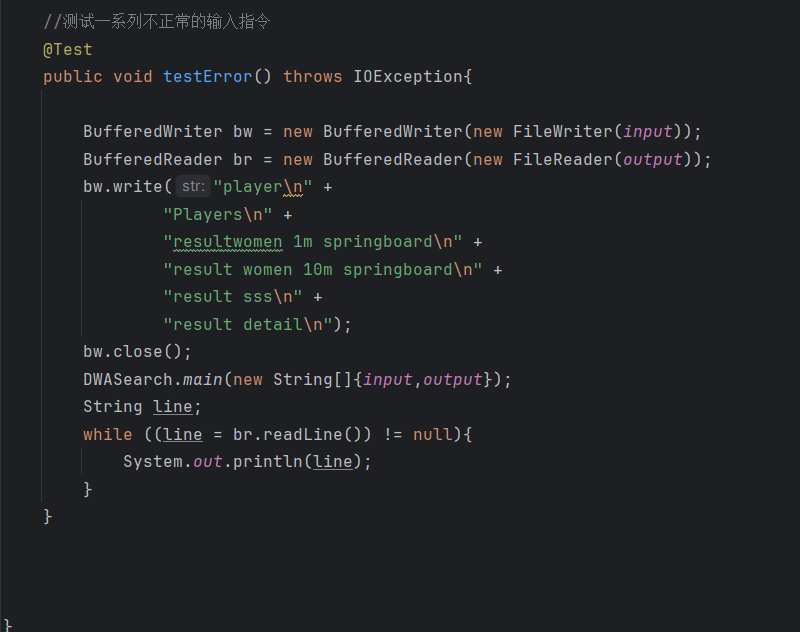 //测试一系列不正常的输入指令
@Test
public void testError() throws IOException{
BufferedWriter bw = new BufferedWriter(new FileWriter(input));
BufferedReader br = new BufferedReader(new FileReader(output));
bw.write( str: "player\n" +
"Players\n" +
"resultwomen 1m springboard\n" +
"result women 10m springboard\n" +
"result sss\n" +
"result detail\n");
bw.close();
DWASearch.main(new String[]{input,output});
String line;
while ((line = br.readLine()) != null){
System.out.println(line);
}
}
}